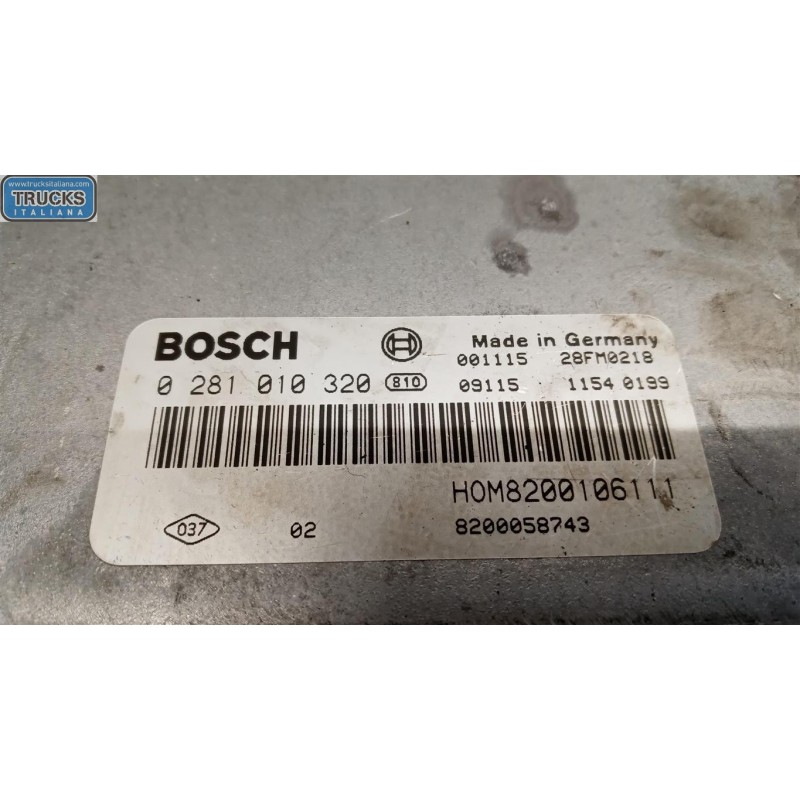 www.trucksitaliana.com
TRUCKS
ITALIANA
BOSCH
Made in Germany
001115 28FM0218
0 281 010 320 810 09115 1154 0199
HOM8200106111
037 02 8200058743